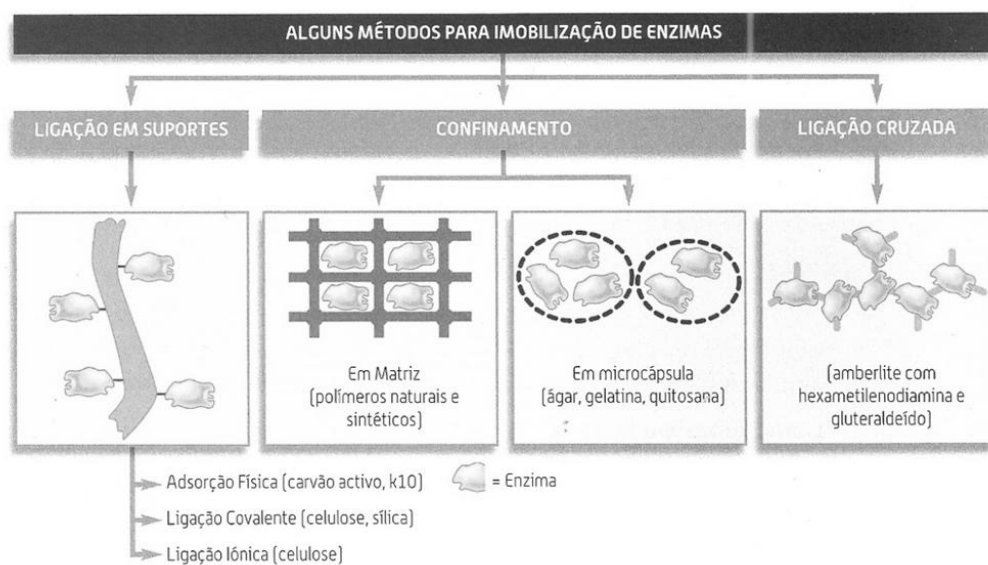 ALGUNS MÉTODOS PARA IMOBILIZAÇÃO DE ENZIMAS
LIGAÇÃO EM SUPORTES
CONFINAMENTO
LIGAÇÃO CRUZADA
Em Matriz
(polímeros naturais e
sintéticos)
Em microcápsula
(ágar, gelatina, quitosana)
(amberlite com
hexametilenodiamina e
gluteraldeído)
Adsorção Física (carvão activo, k10)
= Enzima
Ligação Covalente (celulose, sílica)
Ligação Iónica (celulose)